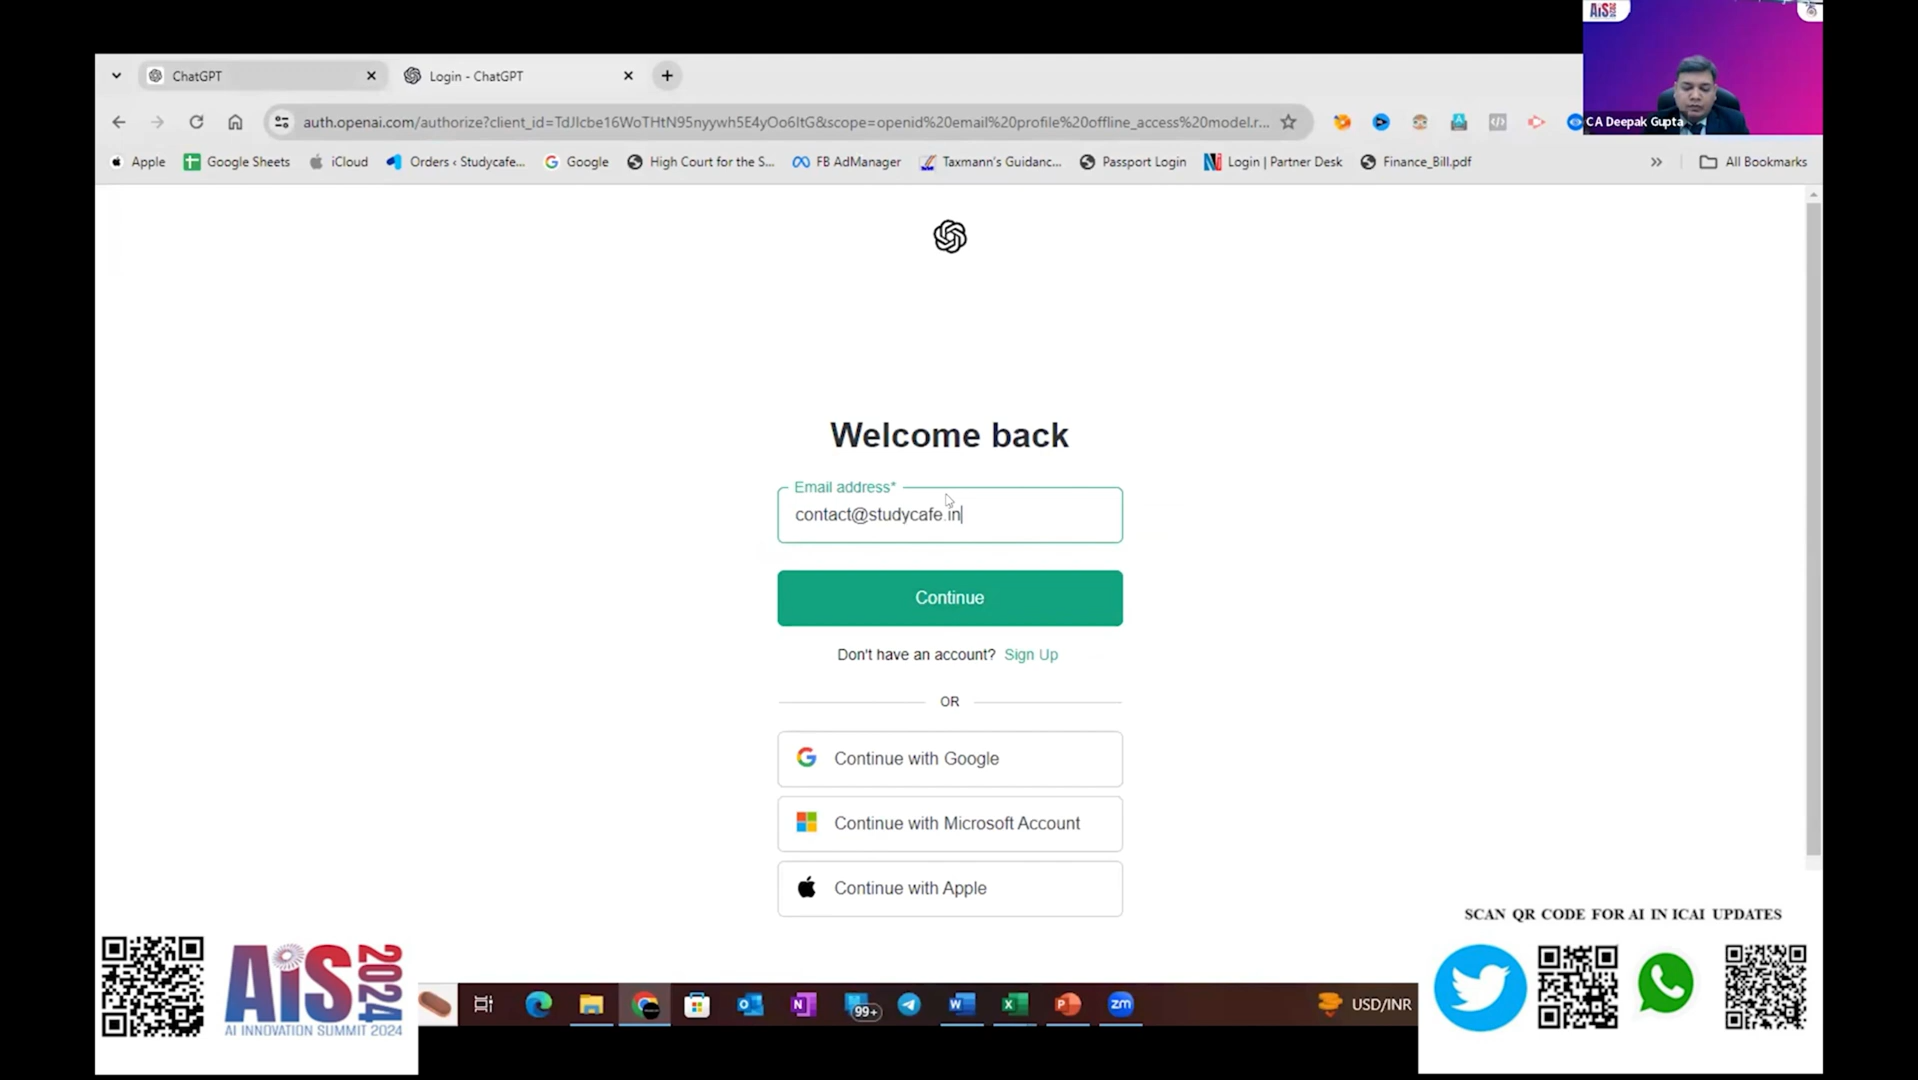 AiS 2024
CA Deepak Gupta
ChatGPT
Login - ChatGPT
auth.openai.com/authorize?client_id=TdJIcbe16WoTHtN95nyywh5E4yOo6ItG&scope=openid%20email%20profile%20offline_access%20model.r...
Apple Google Sheets iCloud Orders ‹ Studycafe... Google High Court for the S... FB AdManager Taxmann's Guidanc... Passport Login Login | Partner Desk Finance_Bill.pdf » All Bookmarks
Welcome back
Email address*
contact@studycafe.in
Continue
Don't have an account? Sign Up
OR
Continue with Google
Continue with Microsoft Account
Continue with Apple
SCAN QR CODE FOR AI IN ICAI UPDATES
AiS 2024
AI INNOVATION SUMMIT 2024
99+
zm
USD/INR